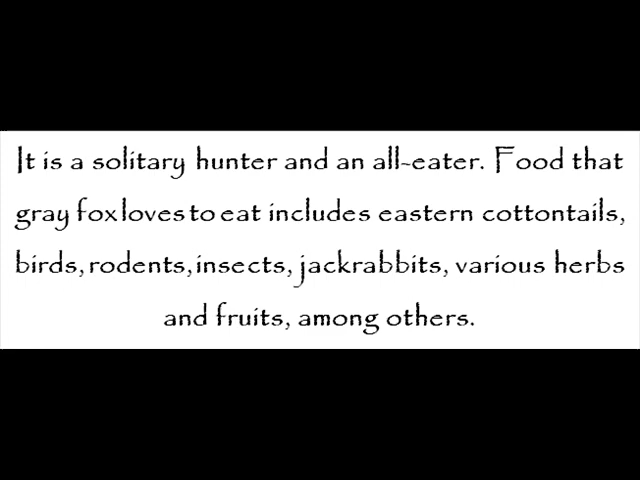 It is a solitary hunter and an all-eater. Food that
gray fox loves to eat includes eastern cottontails,
birds, rodents, insects, jackrabbits, various herbs
and fruits, among others.